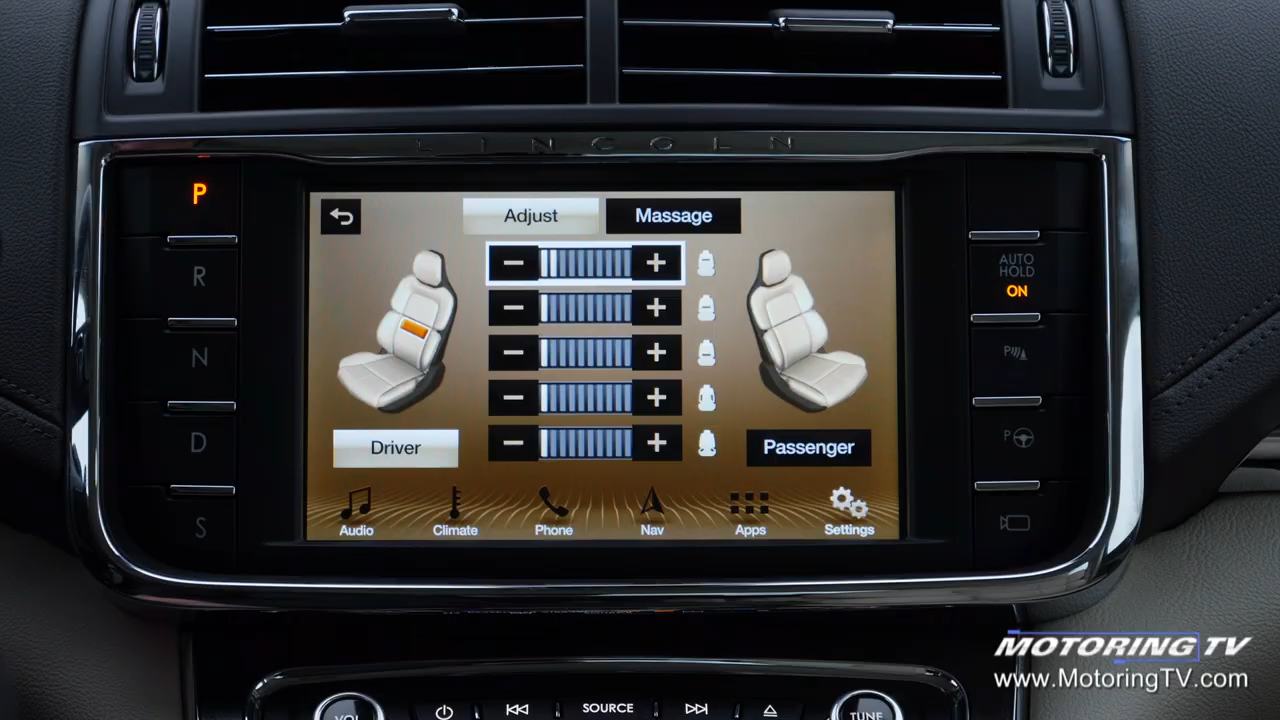 LINCOLN
P
R
N
D
S
Adjust
Massage
Driver
Passenger
Audio
Climate
Phone
Nav
Apps
Settings
AUTO
HOLD
ON
P
P
VOL
SOURCE
TUNE
MOTORING TV
www.MotoringTV.com